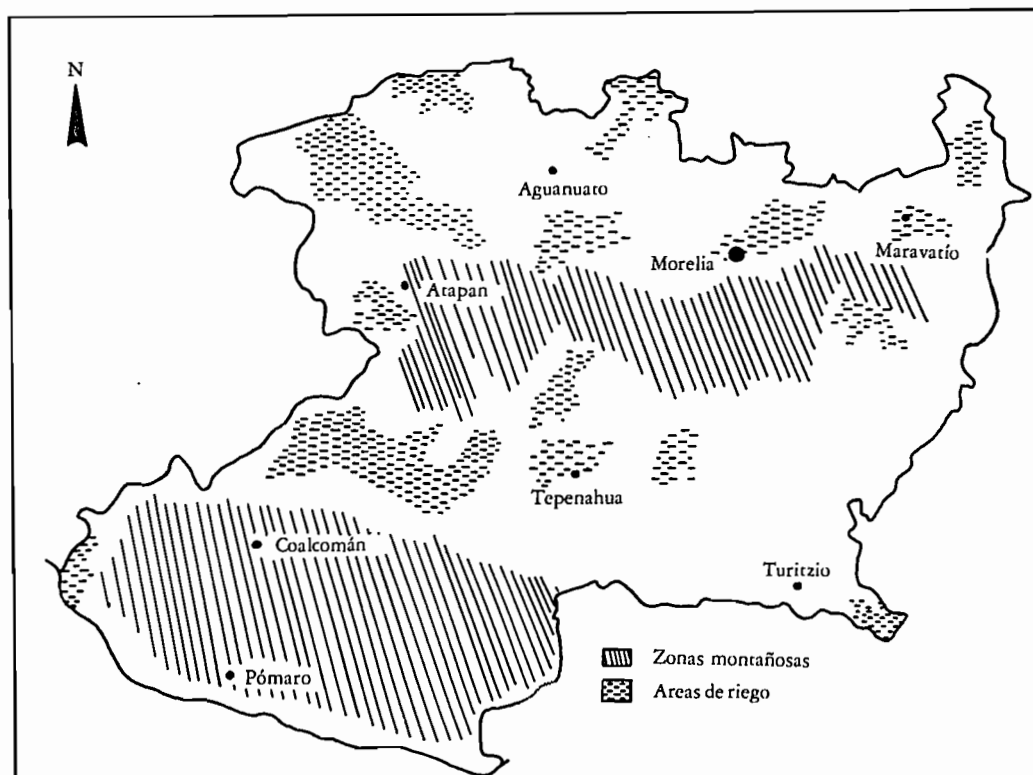 N
Aguanuato
Morelia
Maravatío
Atapan
Tepenahua
Coalcomán
Turitzio
Pómaro
Zonas montañosas
Areas de riego